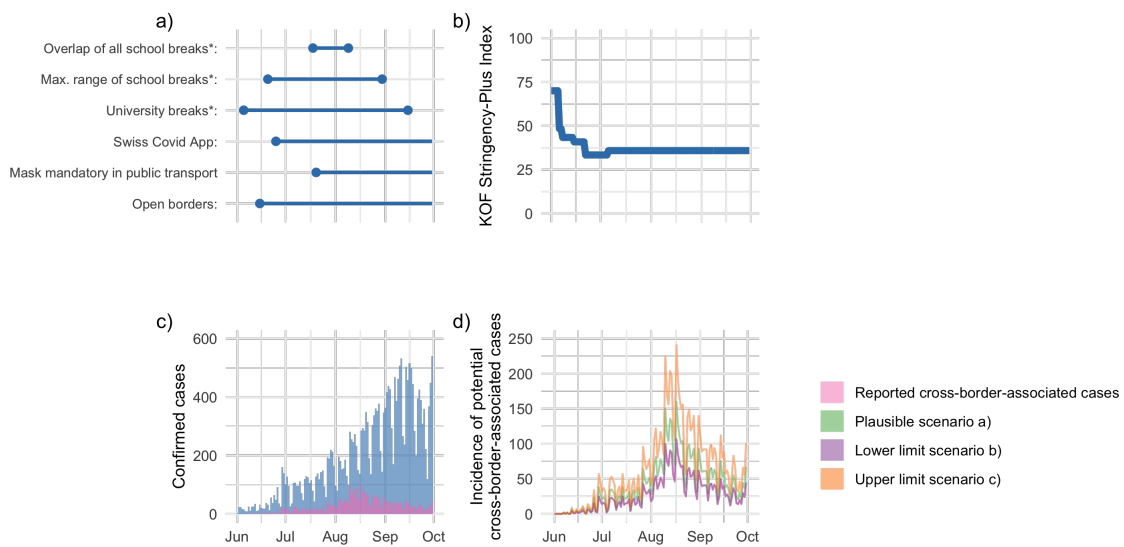 a)
Overlap of all school breaks*:
Max. range of school breaks*:
University breaks*:
Swiss Covid App:
Mask mandatory in public transport
Open borders:
b)
KOF Stringency-Plus Index
100
75
50
25
0
c)
Confirmed cases
600
400
200
0
Jun Jul Aug Sep Oct
d)
Incidence of potential
cross-border-associated cases
250
200
150
100
50
0
Jun Jul Aug Sep Oct
Reported cross-border-associated cases
Plausible scenario a)
Lower limit scenario b)
Upper limit scenario c)